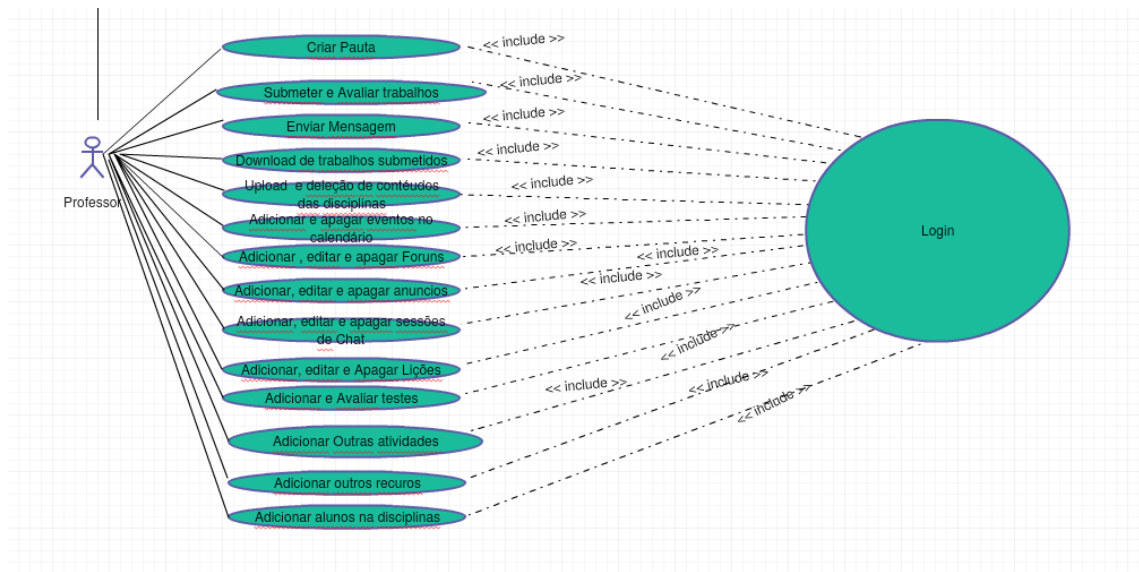 Criar Pauta
<< include >>
Submeter e Avaliar trabalhos
<< include >>
Enviar Mensagem
<< include >>
Download de trabalhos submetidos
<< include >>
Professor
Upload e deleção de contéudos
das disciplinas
<< include >>
Adicionar e apagar eventos no
calendário
<< include >>
Login
Adicionar , editar e apagar Foruns
<< include >>
<< include >>
Adicionar, editar e apagar anuncios
<< include >>
Adicionar, editar e apagar sessões
de Chat
<< include >>
Adicionar, editar e Apagar Lições
<< include >>
Adicionar e Avaliar testes
<< include >>
<< include >>
Adicionar Outras atividades
<< include >>
Adicionar outros recuros
Adicionar alunos na disciplinas